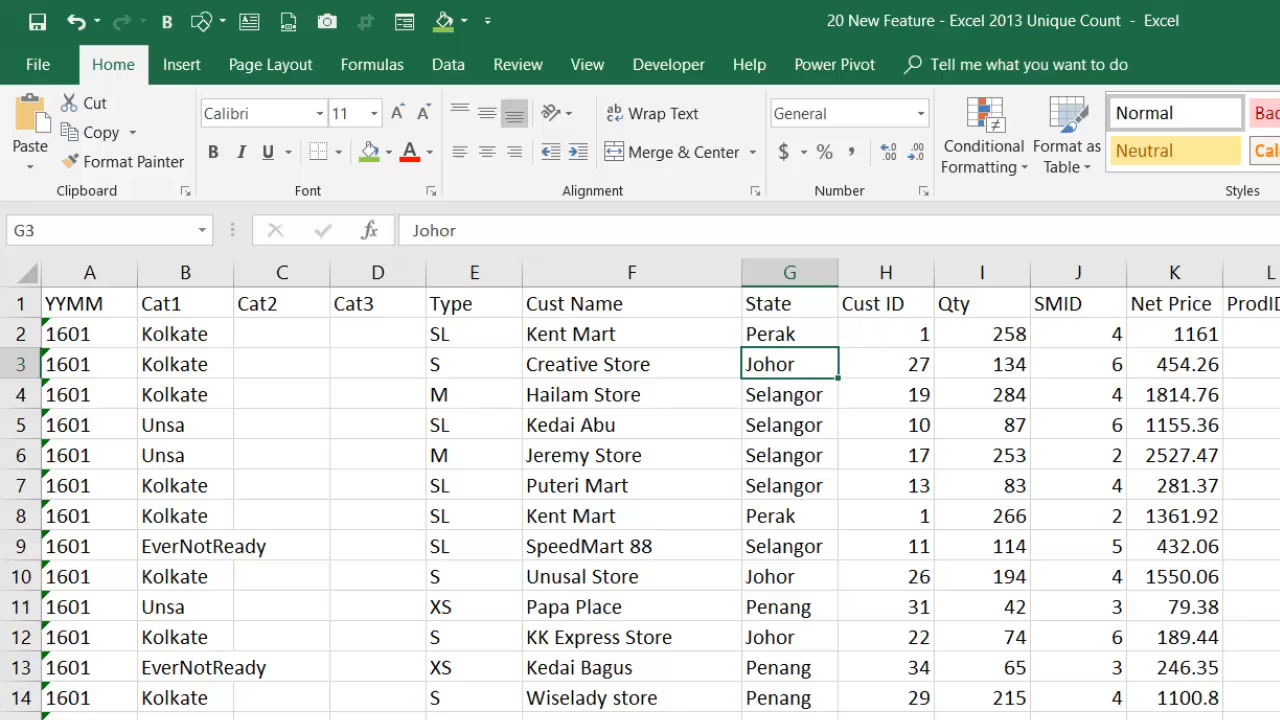 B
20 New Feature - Excel 2013 Unique Count - Excel
File Home Insert Page Layout Formulas Data Review View Developer Help Power Pivot Tell me what you want to do
Paste
Cut
Copy
Format Painter
Clipboard
Calibri 11
B I U A
Font
Wrap Text
Merge & Center
Alignment
General
$ % ,
Number
Conditional Formatting
Format as Table
Normal
Neutral
Styles
G3 fx Johor
A B C D E F G H I J K L
1 YYMM Cat1 Cat2 Cat3 Type Cust Name State Cust ID Qty SMID Net Price
2 1601 Kolkate SL Kent Mart Perak 1 258 4 1161
3 1601 Kolkate S Creative Store Johor 27 134 6 454.26
4 1601 Kolkate M Hailam Store Selangor 19 284 4 1814.76
5 1601 Unsa SL Kedai Abu Selangor 10 87 6 1155.36
6 1601 Unsa M Jeremy Store Selangor 17 253 2 2527.47
7 1601 Kolkate SL Puteri Mart Selangor 13 83 4 281.37
8 1601 Kolkate SL Kent Mart Perak 1 266 2 1361.92
9 1601 EverNotReady SL SpeedMart 88 Selangor 11 114 5 432.06
10 1601 Kolkate S Unusal Store Johor 26 194 4 1550.06
11 1601 Unsa XS Papa Place Penang 31 42 3 79.38
12 1601 Kolkate S KK Express Store Johor 22 74 6 189.44
13 1601 EverNotReady XS Kedai Bagus Penang 34 65 3 246.35
14 1601 Kolkate S Wiselady store Penang 29 215 4 1100.8